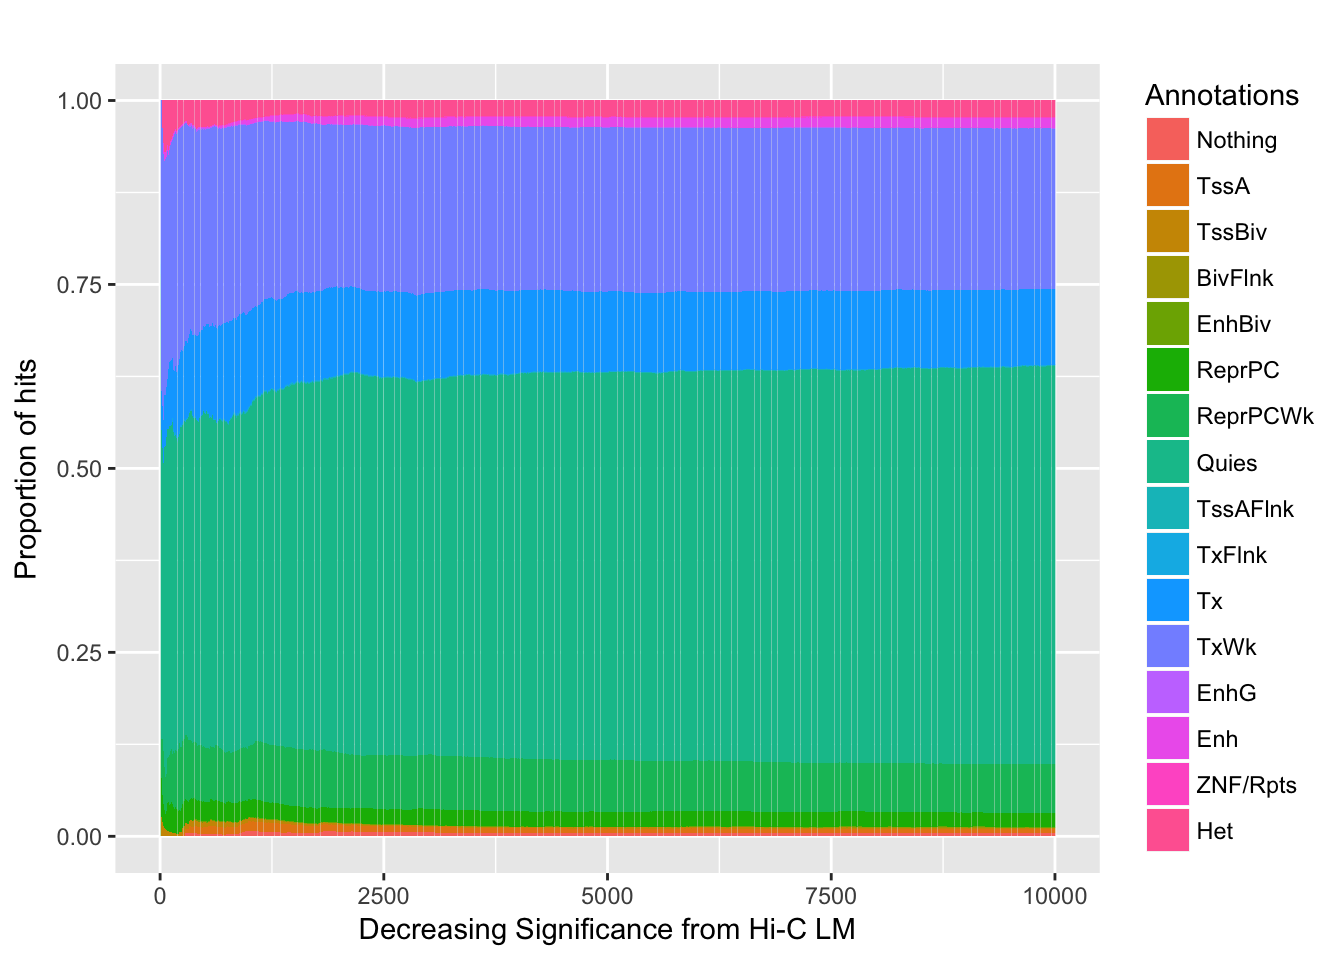 1.00
0.75
0.50
0.25
0.00
Proportion of hits
0
2500
5000
7500
10000
Decreasing Significance from Hi-C LM
Annotations
Nothing
TssA
TssBiv
BivFlnk
EnhBiv
ReprPC
ReprPCWk
Quies
TssAFlnk
TxFlnk
Tx
TxWk
EnhG
Enh
ZNF/Rpts
Het